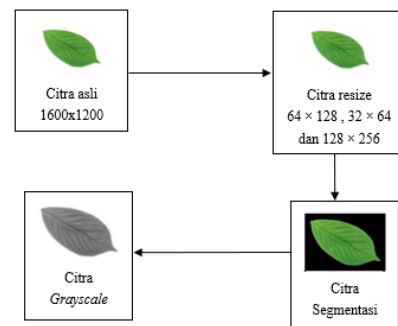 Citra asli
1600x1200
Citra resize
64 × 128 , 32 × 64
dan 128 × 256
Citra
Segmentasi
Citra
Grayscale